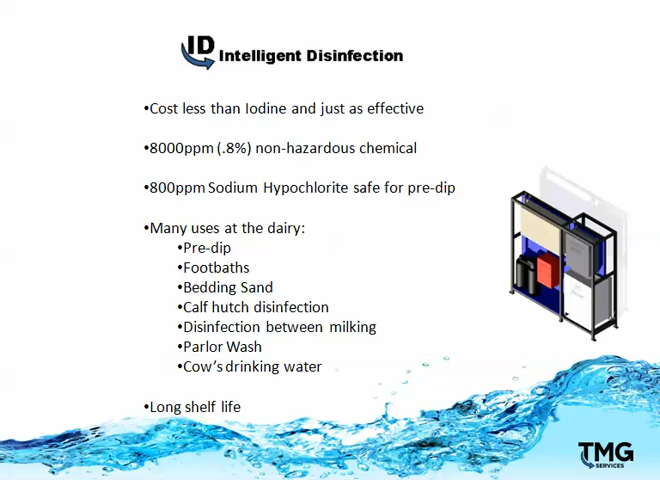 ID Intelligent Disinfection
•Cost less than Iodine and just as effective
•8000ppm (.8%) non-hazardous chemical
•800ppm Sodium Hypochlorite safe for pre-dip
•Many uses at the dairy:
•Pre-dip
•Footbaths
•Bedding Sand
•Calf hutch disinfection
•Disinfection between milking
•Parlor Wash
•Cow's drinking water
•Long shelf life
TMG
SERVICES